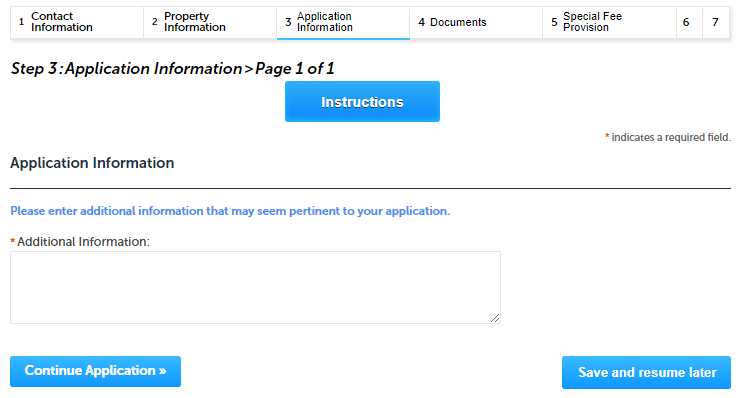 1 Contact Information
2 Property Information
3 Application Information
4 Documents
5 Special Fee Provision
6
7
Step 3:Application Information>Page 1 of 1
Instructions
* indicates a required field.
Application Information
Please enter additional information that may seem pertinent to your application.
* Additional Information:
Continue Application »
Save and resume later